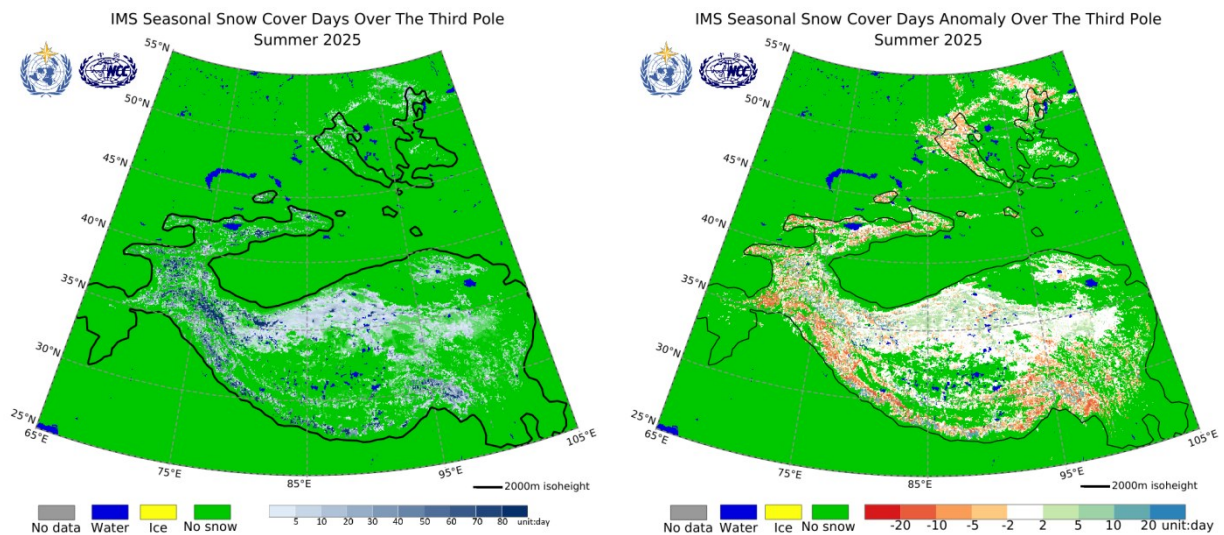 IMS Seasonal Snow Cover Days Over The Third Pole
Summer 2025
NCC
55°N
50°N
45°N
40°N
35°N
30°N
25°N
65°E
75°E
85°E
95°E
105°E
2000m isoheight
No data
Water
Ice
No snow
5 10 20 30 40 50 60 70 80 unit:day
IMS Seasonal Snow Cover Days Anomaly Over The Third Pole
Summer 2025
NCC
55°N
50°N
45°N
40°N
35°N
30°N
25°N
65°E
75°E
85°E
95°E
105°E
2000m isoheight
No data
Water
Ice
No snow
-20 -10 -5 -2 2 5 10 20 unit:day